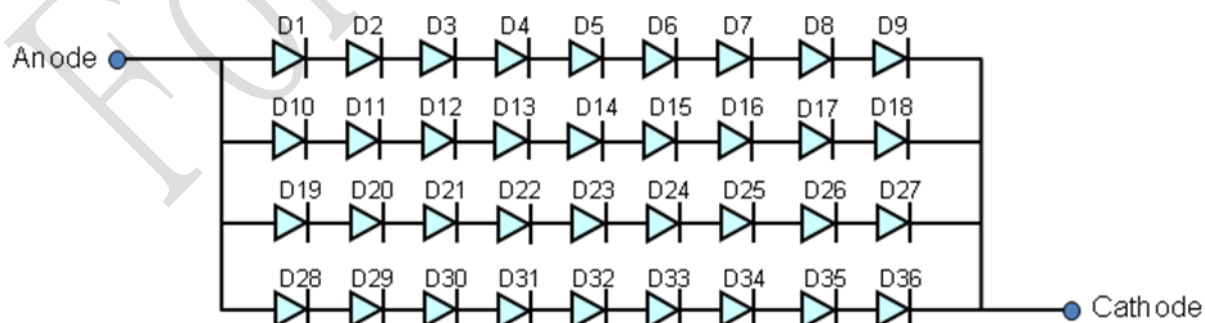 D1 D2 D3 D4 D5 D6 D7 D8 D9
Anode
D10 D11 D12 D13 D14 D15 D16 D17 D18
D19 D20 D21 D22 D23 D24 D25 D26 D27
D28 D29 D30 D31 D32 D33 D34 D35 D36
Cathode